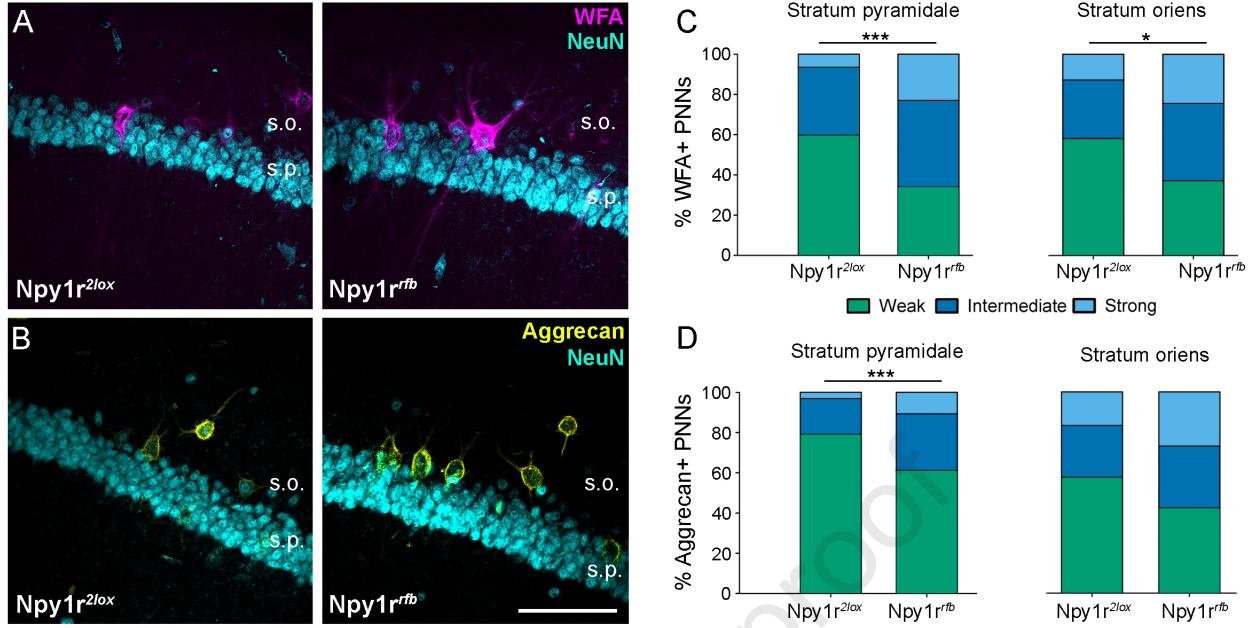 A
WFA
NeuN
s.o.
s.p.
Npy1r2lox
s.o.
s.p.
Npy1rrfb
B
Aggrecan
NeuN
s.o.
s.p.
Npy1r2lox
s.o.
s.p.
Npy1rrfb
C
Stratum pyramidale
Stratum oriens
***
*
% WFA+ PNNs
100
80
60
40
20
0
Npy1r2lox
Npy1rrfb
Npy1r2lox
Npy1rrfb
Weak
Intermediate
Strong
D
Stratum pyramidale
Stratum oriens
***
% Aggrecan+ PNNs
100
80
60
40
20
0
Npy1r2lox
Npy1rrfb
Npy1r2lox
Npy1rrfb
proof